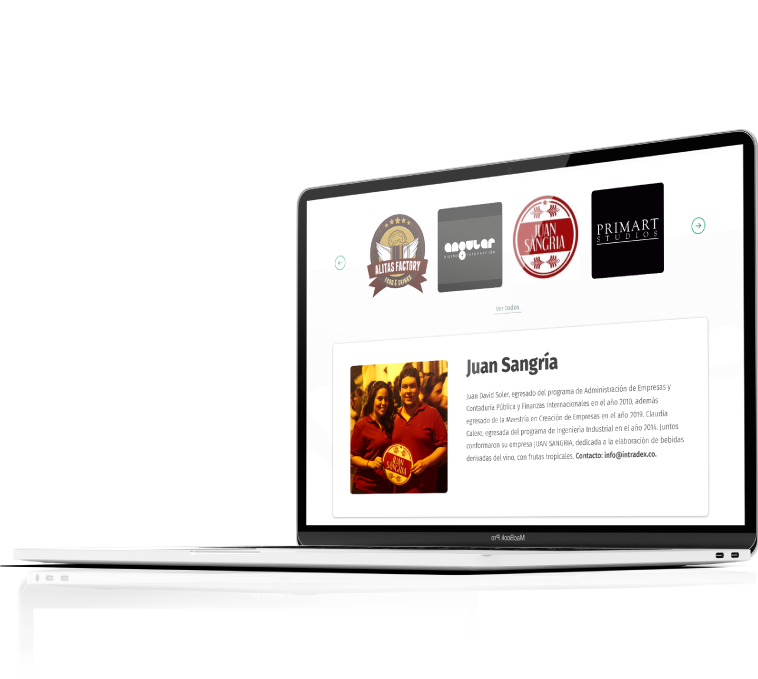 ALITAS FACTORY
FOOD & DRINKS
angular
JUAN
SANGRIA
PRIMART
STUDIOS
Ver todos
Juan Sangría
Juan David Soler, egresado del programa de Administración de Empresas y
Contaduría Pública y Finanzas Internacionales en el año 2010, además
egresado de la Maestría en Creación de Empresas en el año 2019. Claudia
Calero, egresada del programa de Ingeniería Industrial en el año 2014. Juntos
conformaron su empresa JUAN SANGRIA, dedicada a la elaboración de bebidas
derivadas del vino, con frutas tropicales. Contacto: info@intradex.co.
JUAN
SANGRIA
MacBook Pro